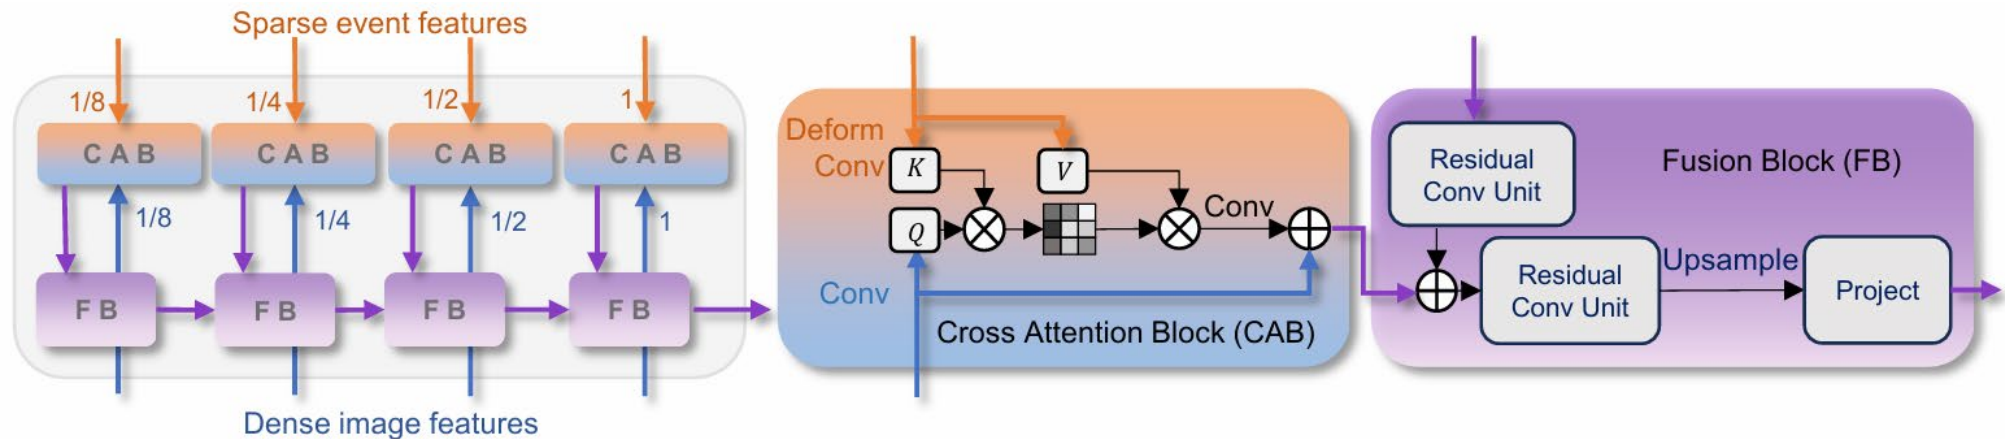 Sparse event features
1/8
1/4
1/2
1
C A B
C A B
C A B
C A B
1/8
1/4
1/2
1
F B
F B
F B
F B
Dense image features
Deform
Conv
K
V
Q
Conv
Conv
Cross Attention Block (CAB)
Residual
Conv Unit
Fusion Block (FB)
Residual
Conv Unit
Upsample
Project